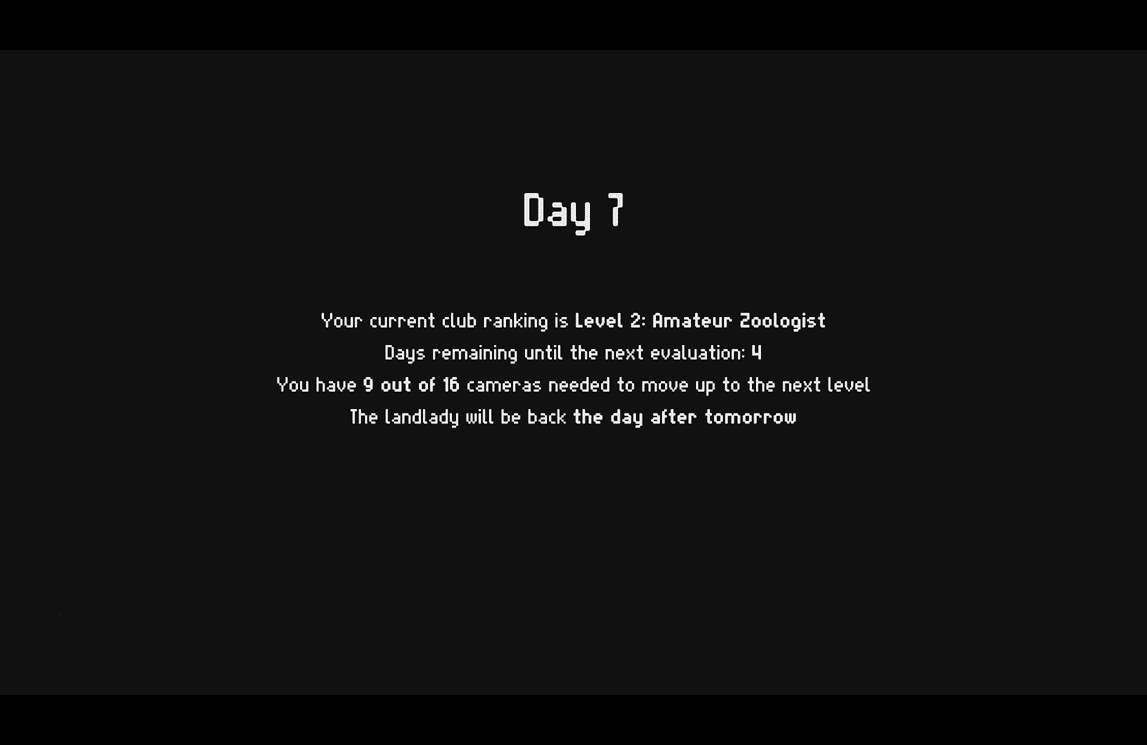 Day 7
Your current club ranking is Level 2: Amateur Zoologist
Days remaining until the next evaluation: 4
You have 9 out of 16 cameras needed to move up to the next level
The landlady will be back the day after tomorrow